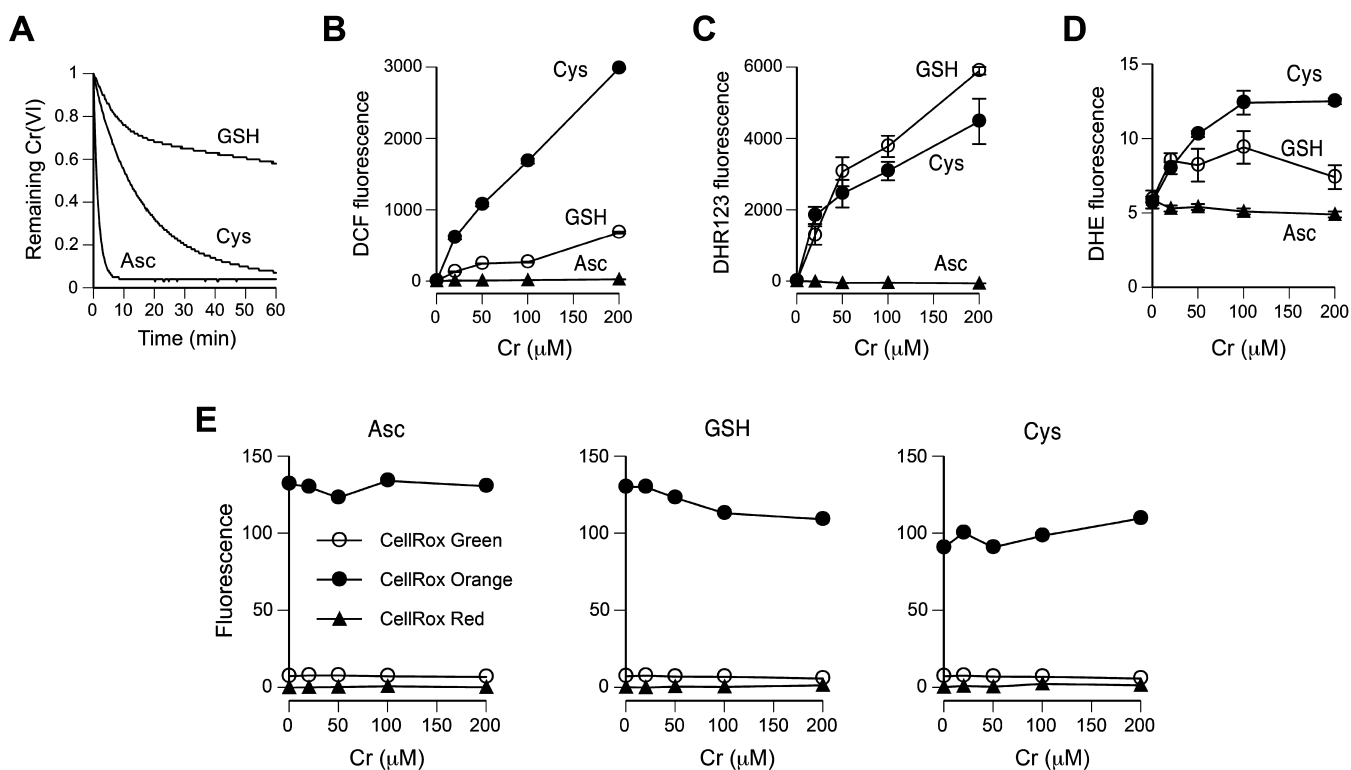 A
Remaining Cr(VI)
1
0.8
0.6
0.4
0.2
0
GSH
Cys
Asc
0 10 20 30 40 50 60
Time (min)
B
DCF fluorescence
3000
2000
1000
0
Cys
GSH
Asc
0 50 100 150 200
Cr (μM)
C
DHR123 fluorescence
6000
4000
2000
0
GSH
Cys
Asc
0 50 100 150 200
Cr (μM)
D
DHE fluorescence
15
10
5
0
Cys
GSH
Asc
0 50 100 150 200
Cr (μM)
E
Fluorescence
Asc
150
100
50
0
CellRox Green
CellRox Orange
CellRox Red
0 50 100 150 200
Cr (μM)
GSH
150
100
50
0
0 50 100 150 200
Cr (μM)
Cys
150
100
50
0
0 50 100 150 200
Cr (μM)